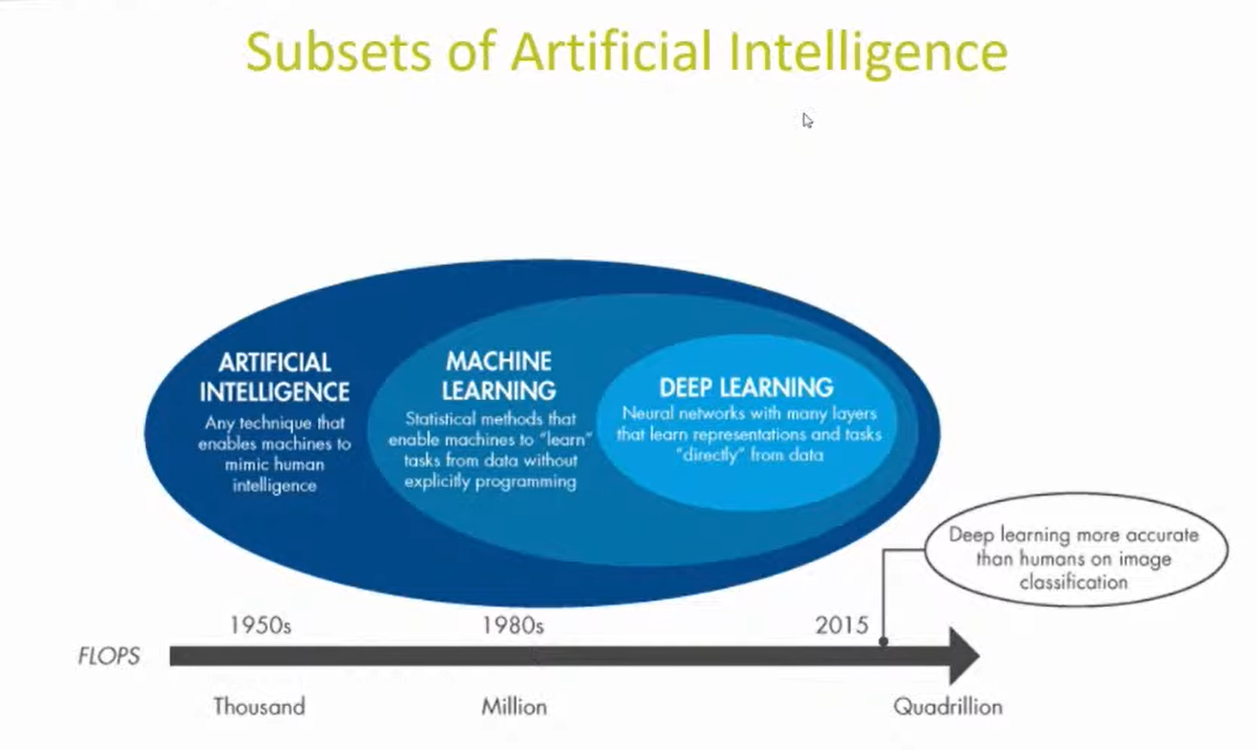 Subsets of Artificial Intelligence
ARTIFICIAL
INTELLIGENCE
Any technique that
enables machines to
mimic human
intelligence
MACHINE
LEARNING
Statistical methods that
enable machines to “learn”
tasks from data without
explicitly programming
DEEP LEARNING
Neural networks with many layers
that learn representations and tasks
“directly” from data
Deep learning more accurate
than humans on image
classification
1950s
1980s
2015
FLOPS
Thousand
Million
Quadrillion